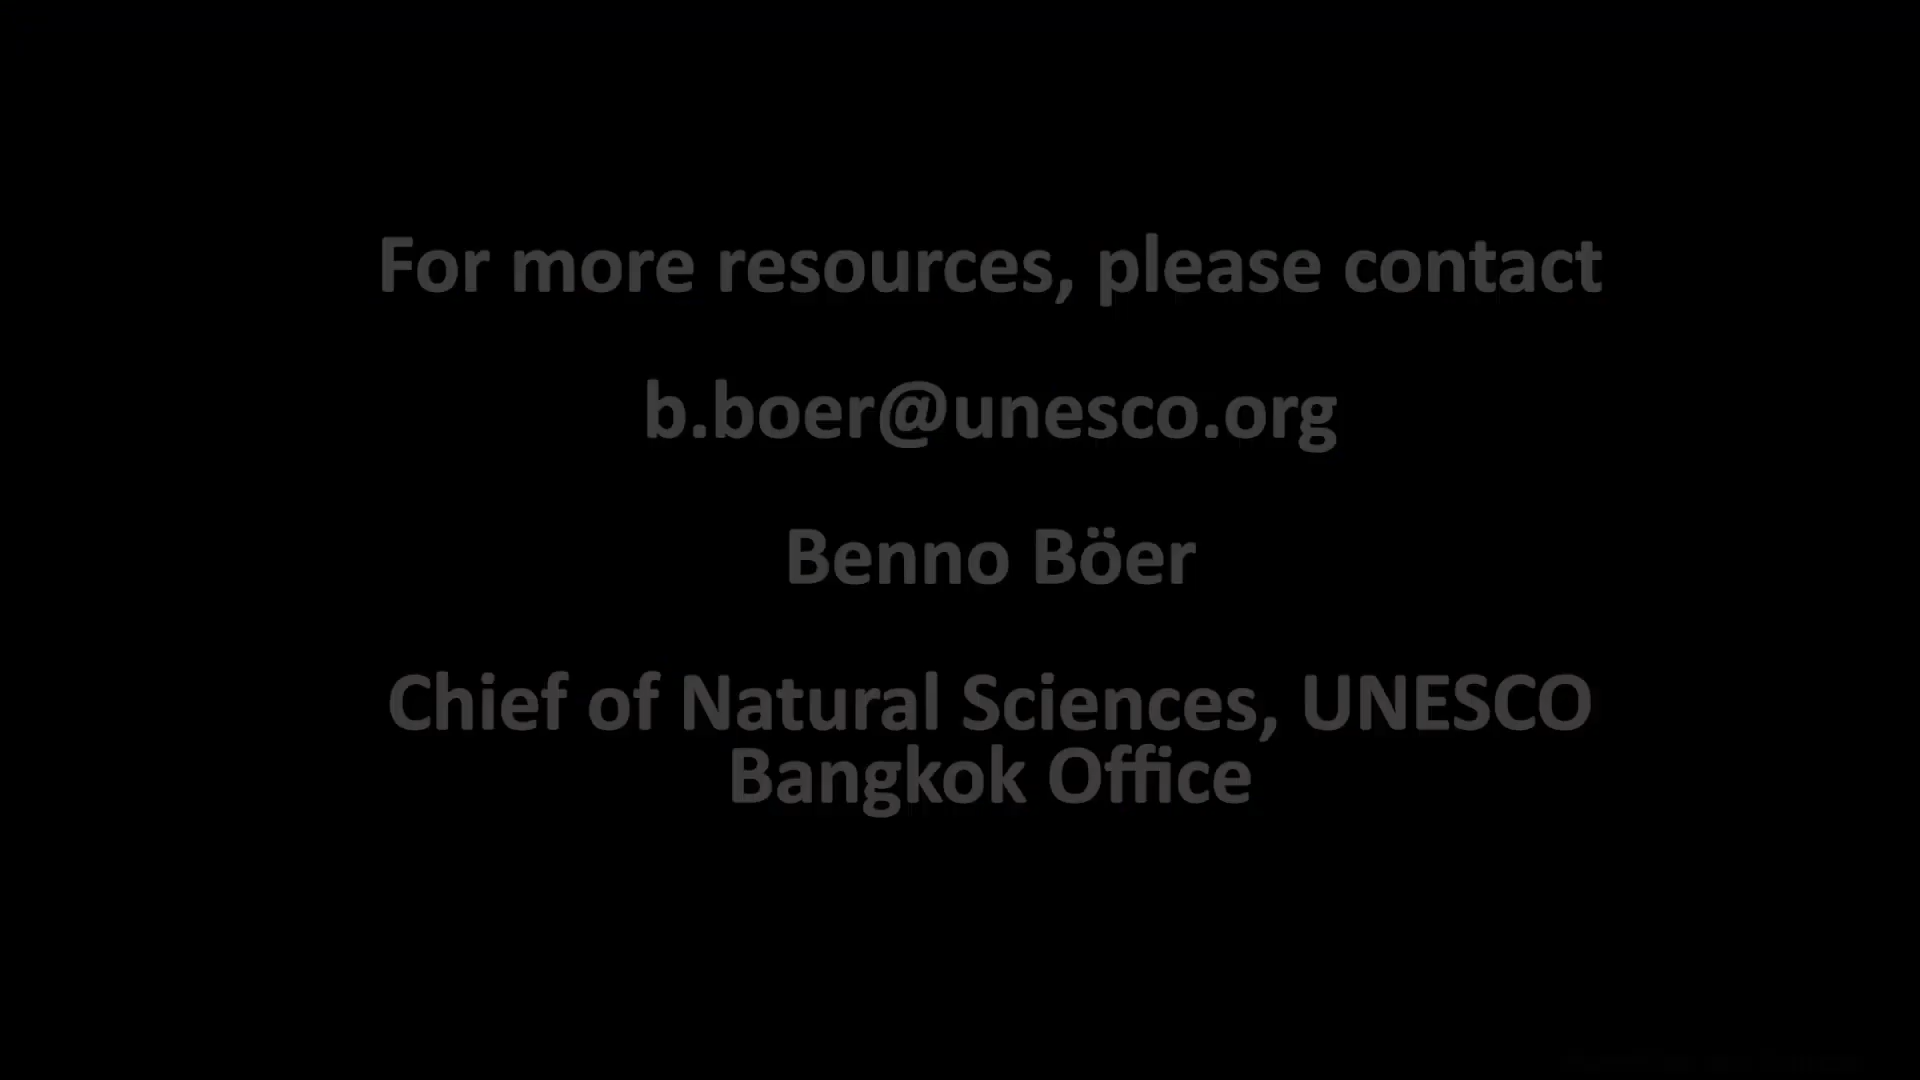 For more resources, please contact
b.boer@unesco.org
Benno Böer
Chief of Natural Sciences, UNESCO
Bangkok Office